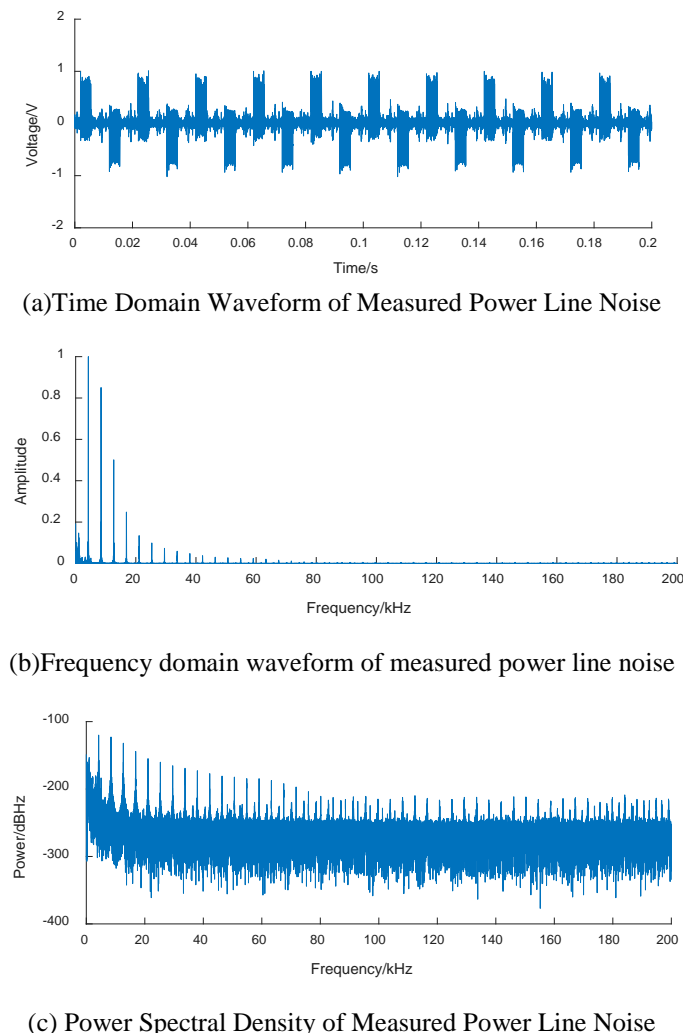 2
1
0
-1
-2
Voltage/V
0 0.02 0.04 0.06 0.08 0.1 0.12 0.14 0.16 0.18 0.2
Time/s
(a)Time Domain Waveform of Measured Power Line Noise
1
0.8
0.6
0.4
0.2
0
Amplitude
0 20 40 60 80 100 120 140 160 180 200
Frequency/kHz
(b)Frequency domain waveform of measured power line noise
-100
-200
-300
-400
Power/dBHz
0 20 40 60 80 100 120 140 160 180 200
Frequency/kHz
(c) Power Spectral Density of Measured Power Line Noise